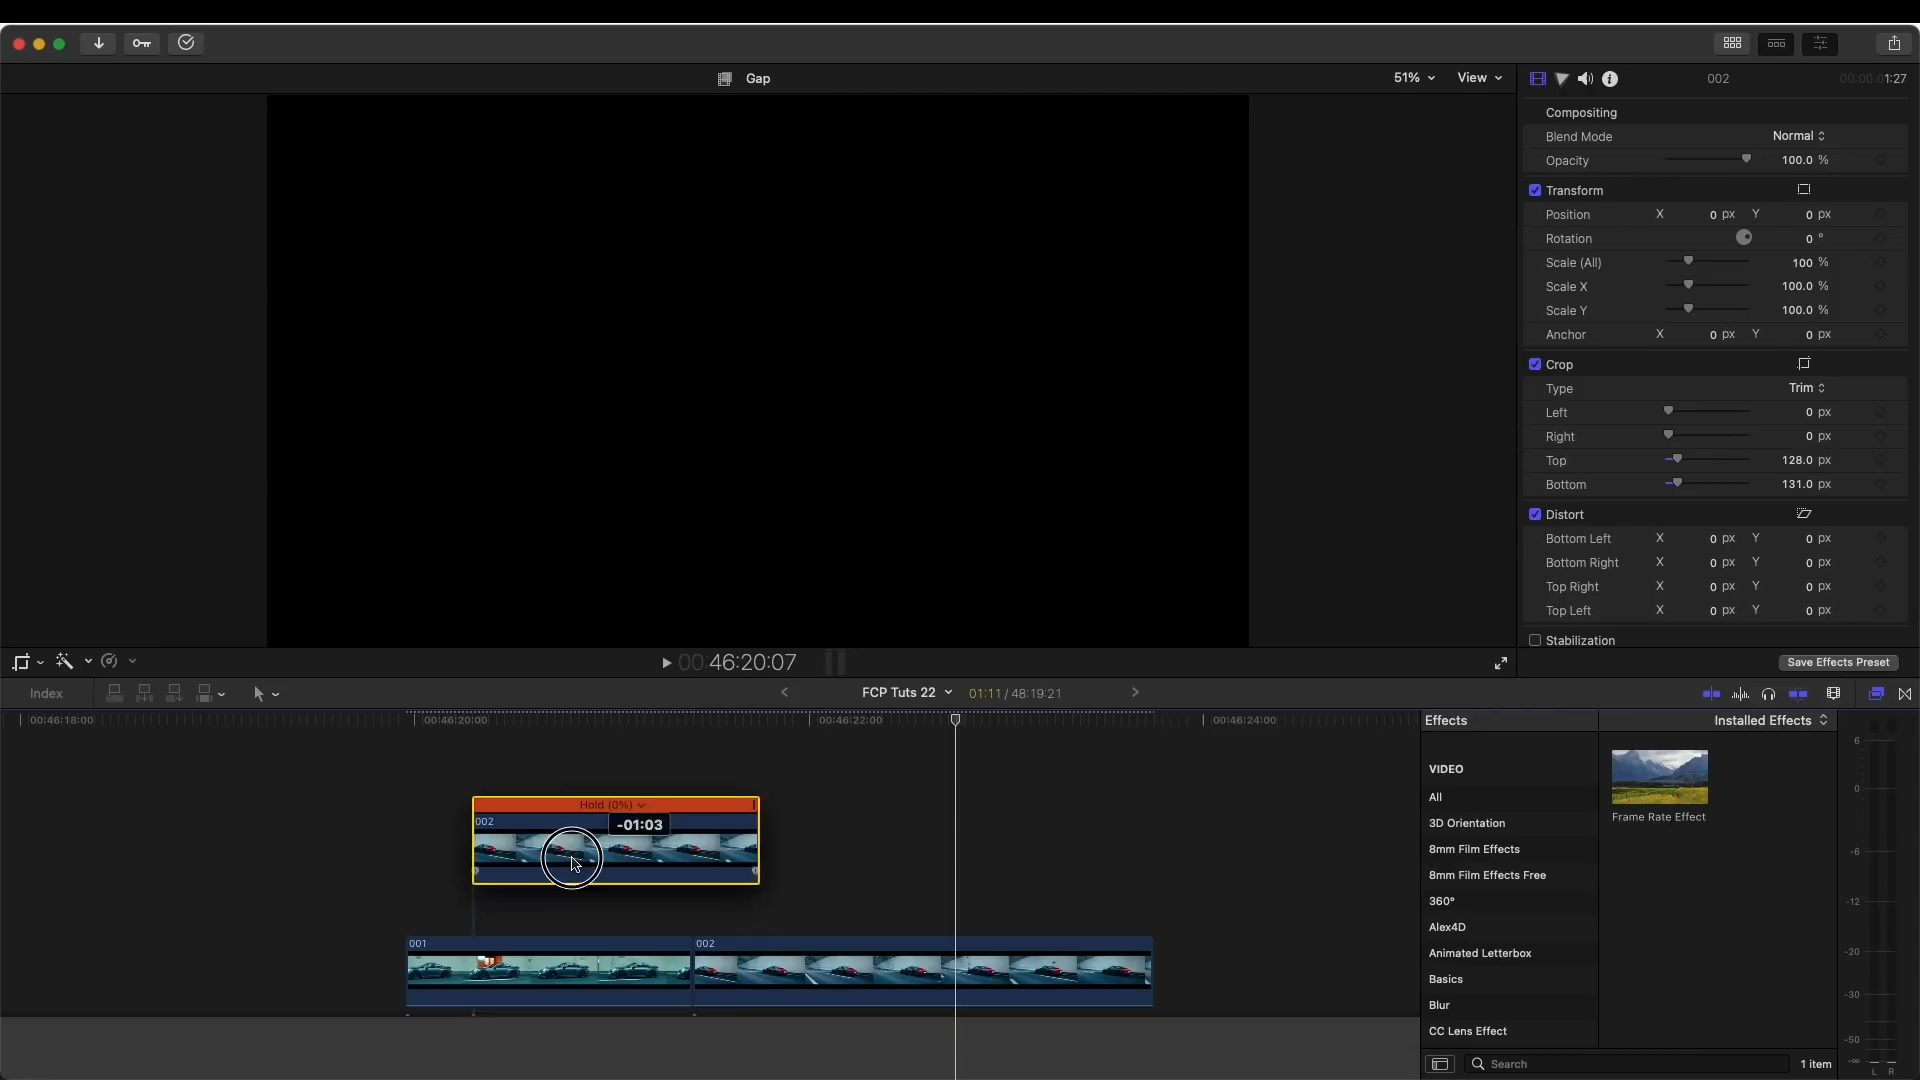 Gap
51%
View
002
00:00:01:27
Compositing
Blend Mode Normal
Opacity 100.0 %
Transform
Position X 0 px Y 0 px
Rotation 0 °
Scale (All) 100 %
Scale X 100.0 %
Scale Y 100.0 %
Anchor X 0 px Y 0 px
Crop
Type Trim
Left 0 px
Right 0 px
Top 128.0 px
Bottom 131.0 px
Distort
Bottom Left X 0 px Y 0 px
Bottom Right X 0 px Y 0 px
Top Right X 0 px Y 0 px
Top Left X 0 px Y 0 px
Stabilization
00:46:20:07
Save Effects Preset
Index
FCP Tuts 22
01:11 / 48:19:21
00:46:18:00
00:46:20:00
00:46:22:00
00:46:24:00
Hold (0%)
002
-01:03
001
002
Effects
Installed Effects
VIDEO
All
3D Orientation
8mm Film Effects
8mm Film Effects Free
360°
Alex4D
Animated Letterbox
Basics
Blur
CC Lens Effect
Frame Rate Effect
Search
1 item
6
0
-6
-12
-20
-30
-50
-∞
L R